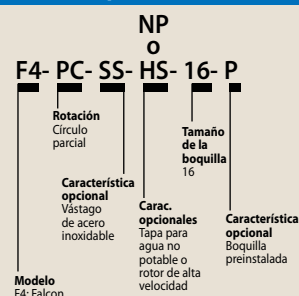 NP
o
F4- PC- SS- HS- 16- P
Rotación
Círculo
parcial
Tamaño
de la
boquilla
16
Característica
opcional
Vástago
de acero
inoxidable
Carac.
opcionales
Tapa para
agua no
potable o
rotor de alta
velocidad
Característica
opcional
Boquilla
preinstalada
Modelo
F4: Falcon